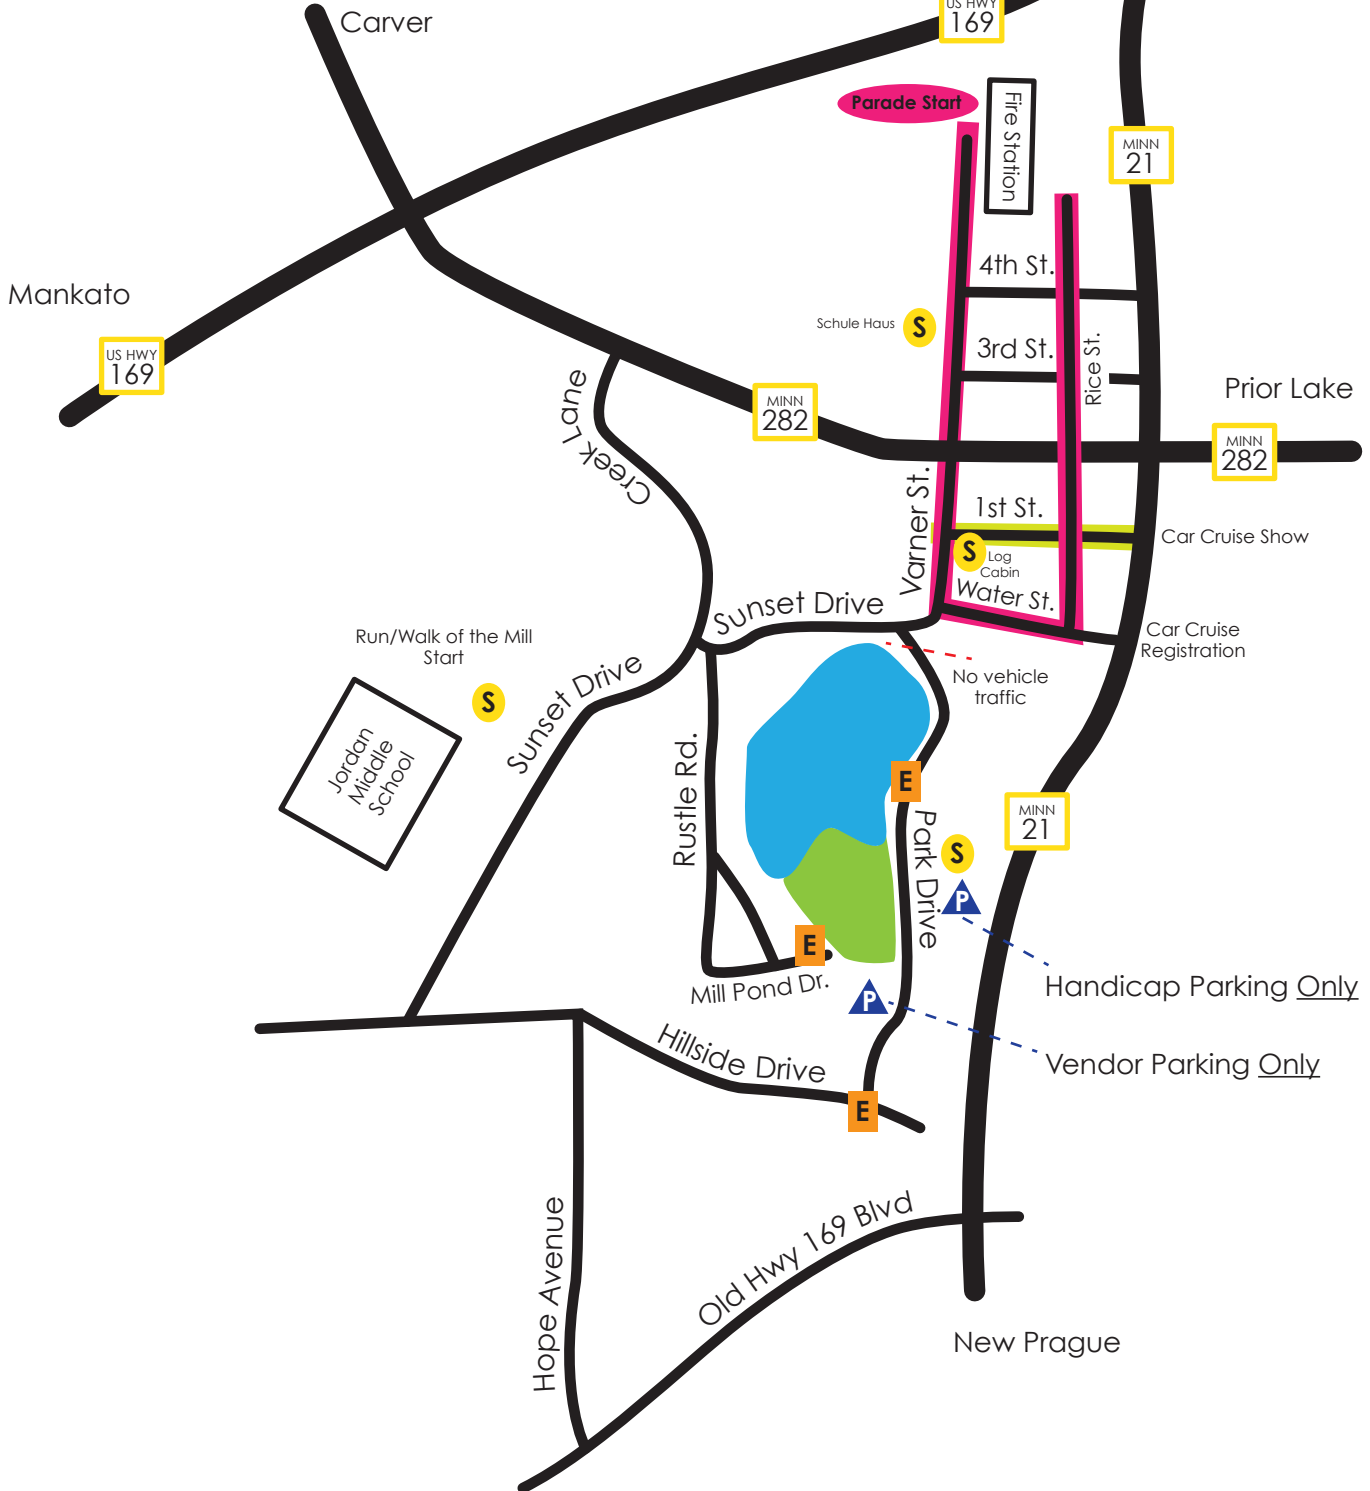 Carver
US HWY
169
Parade Start
Fire Station
MINN
21
4th St.
Mankato
Schule Haus
S
3rd St.
Rice St.
US HWY
169
Creek Lane
MINN
282
Prior Lake
MINN
282
Varner St.
1st St.
Car Cruise Show
S
Log
Cabin
Water St.
Sunset Drive
Run/Walk of the Mill
Start
Car Cruise
Registration
S
Sunset Drive
No vehicle
traffic
Jordan
Middle
School
Rustle Rd.
E
MINN
21
Park Drive
S
P
E
Mill Pond Dr.
P
Handicap Parking Only
Hillside Drive
Vendor Parking Only
E
Hope Avenue
Old Hwy 169 Blvd
New Prague